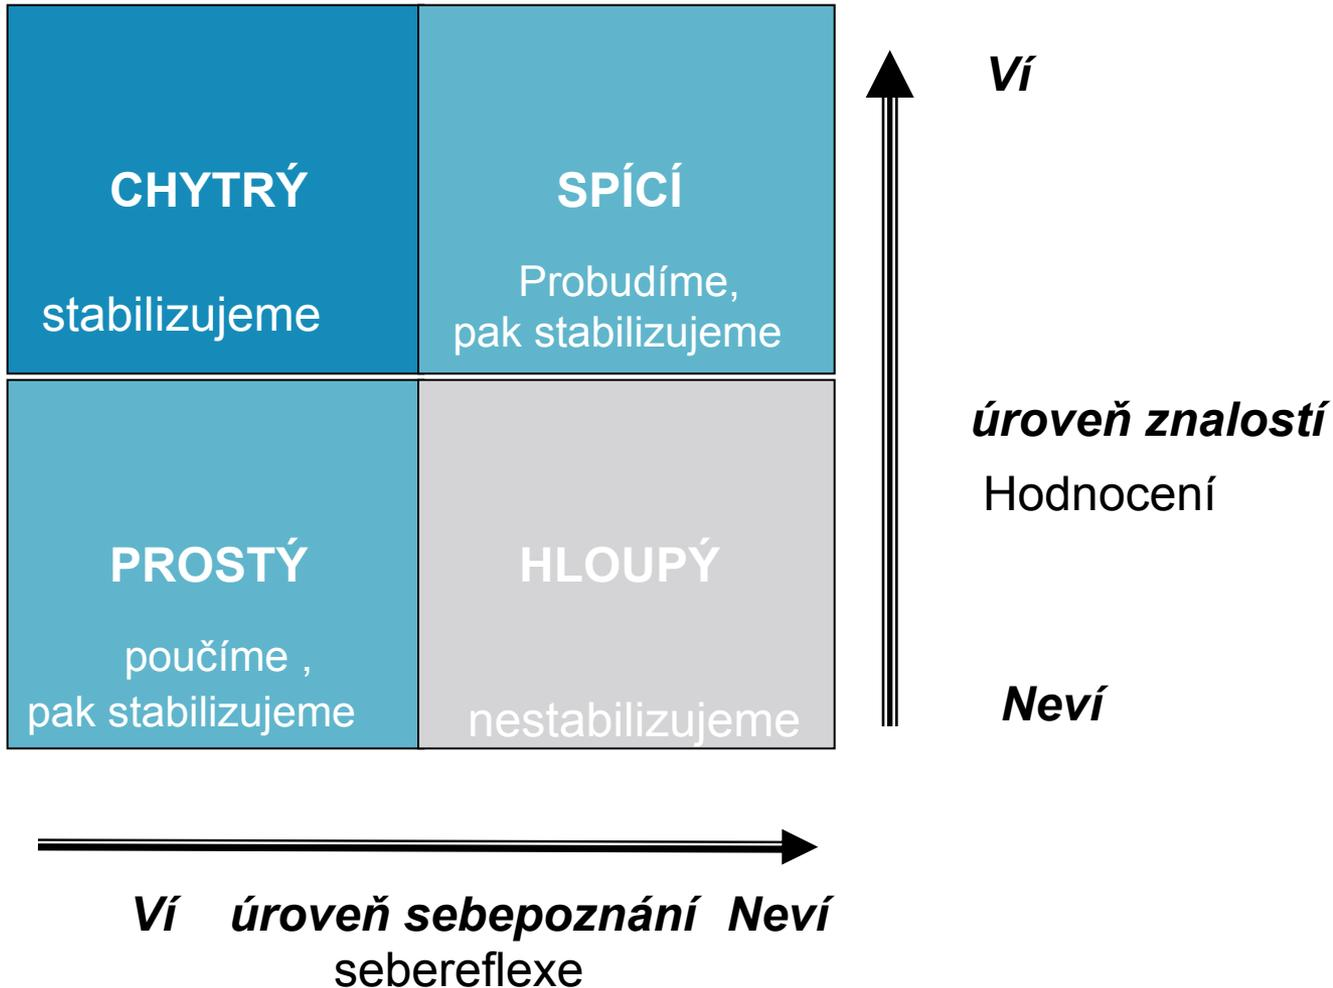 CHYTRÝ
stabilizujeme
SPÍCÍ
Probudíme,
pak stabilizujeme
PROSTÝ
poučíme ,
pak stabilizujeme
HLOUPÝ
nestabilizujeme
Ví
úroveň znalostí
Hodnocení
Neví
Ví úroveň sebepoznání Neví
sebereflexe